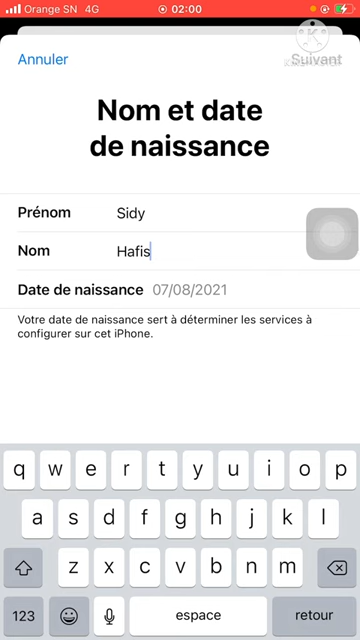 Orange SN 4G 02:00
Annuler Suivant
Nom et date
de naissance
Prénom Sidy
Nom Hafis
Date de naissance 07/08/2021
Votre date de naissance sert à déterminer les services à
configurer sur cet iPhone.
q w e r t y u i o p
a s d f g h j k l
z x c v b n m
123 espace retour